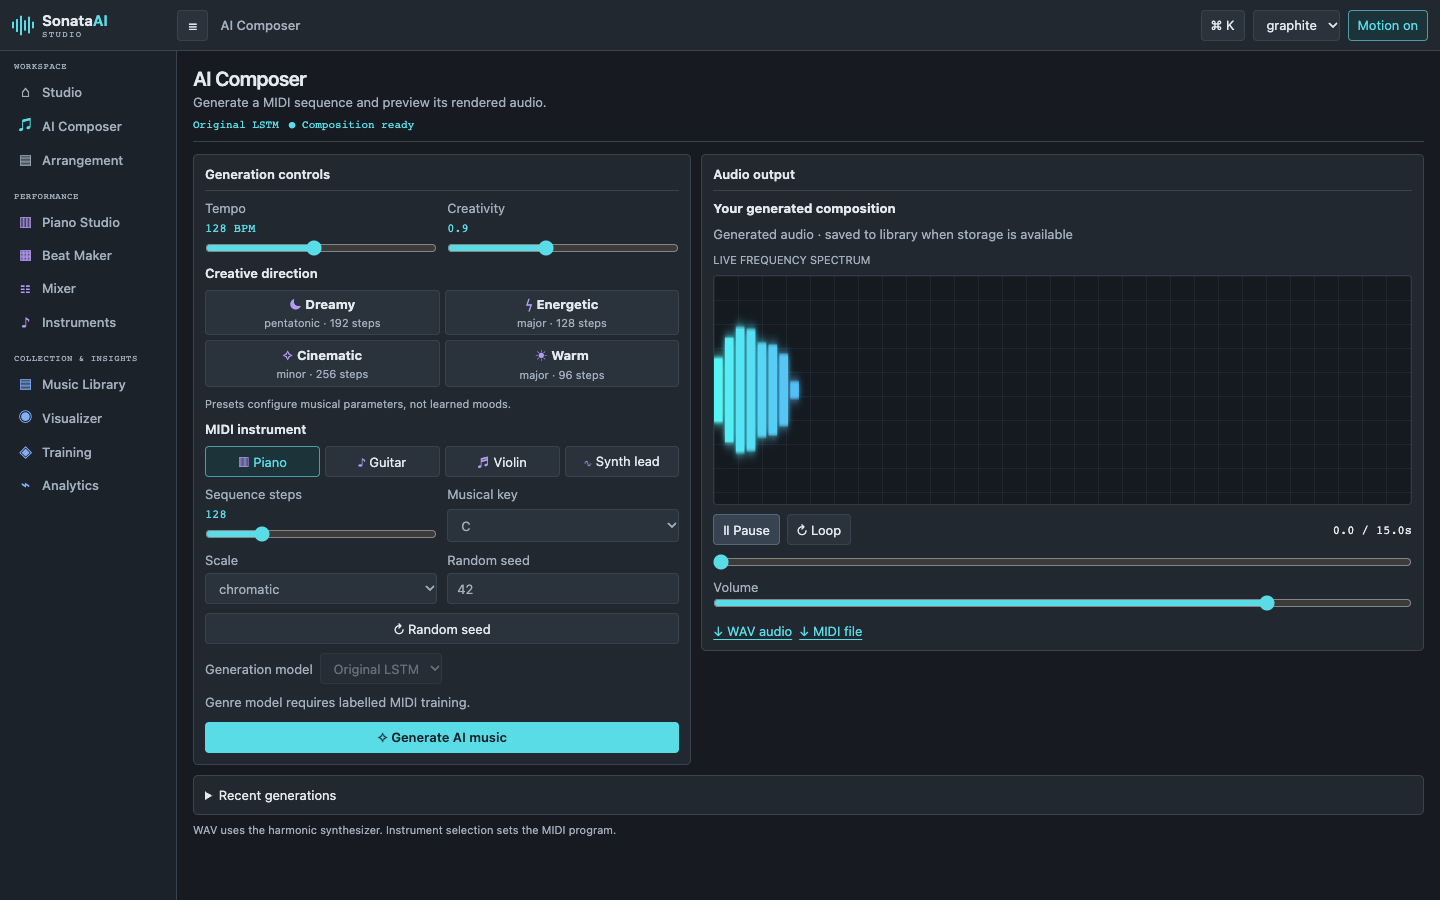 SonataAI
STUDIO
≡
AI Composer
⌘ K
graphite
Motion on
WORKSPACE
Studio
AI Composer
Arrangement
PERFORMANCE
Piano Studio
Beat Maker
Mixer
Instruments
COLLECTION & INSIGHTS
Music Library
Visualizer
Training
Analytics
AI Composer
Generate a MIDI sequence and preview its rendered audio.
Original LSTM ● Composition ready
Generation controls
Tempo
128 BPM
Creativity
0.9
Creative direction
Dreamy
pentatonic · 192 steps
Energetic
major · 128 steps
Cinematic
minor · 256 steps
Warm
major · 96 steps
Presets configure musical parameters, not learned moods.
MIDI instrument
Piano
Guitar
Violin
Synth lead
Sequence steps
128
Musical key
C
Scale
chromatic
Random seed
42
↻ Random seed
Generation model
Original LSTM
Genre model requires labelled MIDI training.
✧ Generate AI music
Audio output
Your generated composition
Generated audio · saved to library when storage is available
LIVE FREQUENCY SPECTRUM
Pause
↻ Loop
0.0 / 15.0s
Volume
↓ WAV audio
↓ MIDI file
▶ Recent generations
WAV uses the harmonic synthesizer. Instrument selection sets the MIDI program.